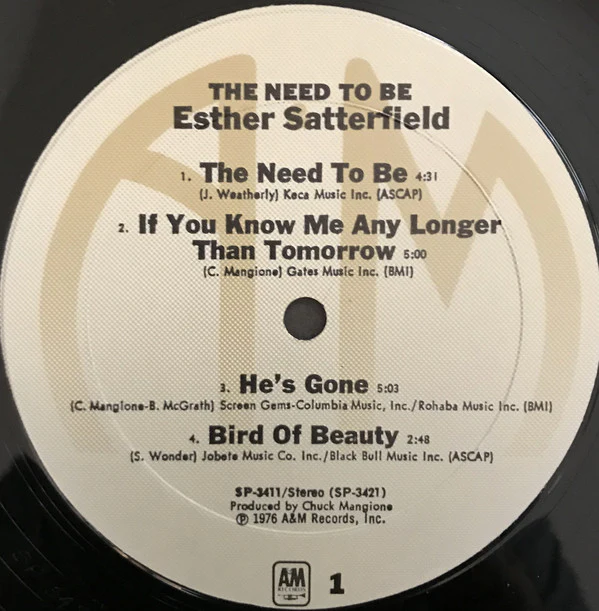 THE NEED TO BE
Esther Satterfield
1. The Need To Be 4:31
(J. Weatherly) Keca Music Inc. (ASCAP)
2. If You Know Me Any Longer
Than Tomorrow 5:00
(C. Mangione) Gates Music Inc. (BMI)
3. He's Gone 5:03
(C. Mangione-B. McGrath) Screen Gems-Columbia Music, Inc./Rohaba Music Inc. (BMI)
4. Bird Of Beauty 2:48
(S. Wonder) Jobete Music Co. Inc./Black Bull Music Inc. (ASCAP)
SP-3411/Stereo (SP-3421)
Produced by Chuck Mangione
℗ 1976 A&M Records, Inc.
A&M
RECORDS
1